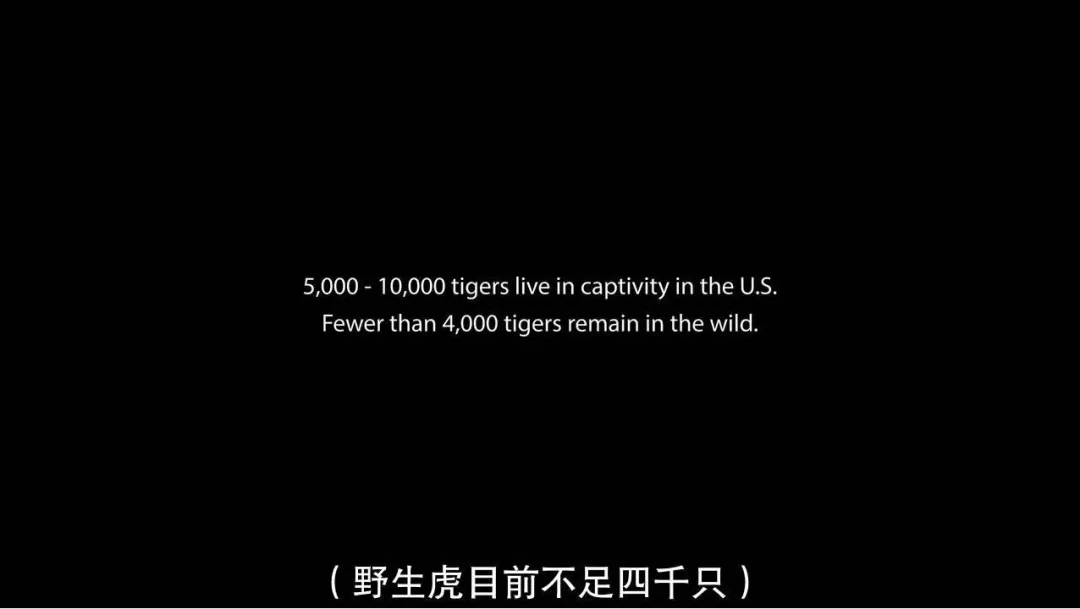 5,000 - 10,000 tigers live in captivity in the U.S.
Fewer than 4,000 tigers remain in the wild.
（野生虎目前不足四千只）